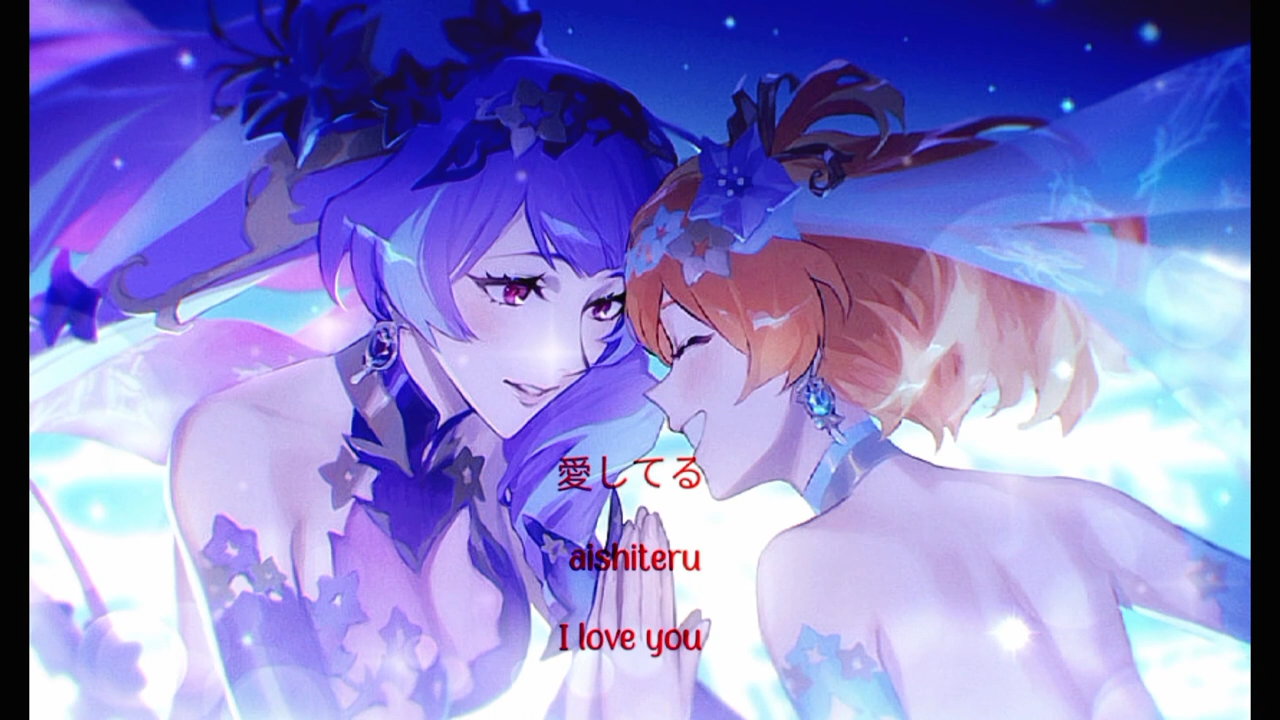 愛してる
aishiteru
I love you